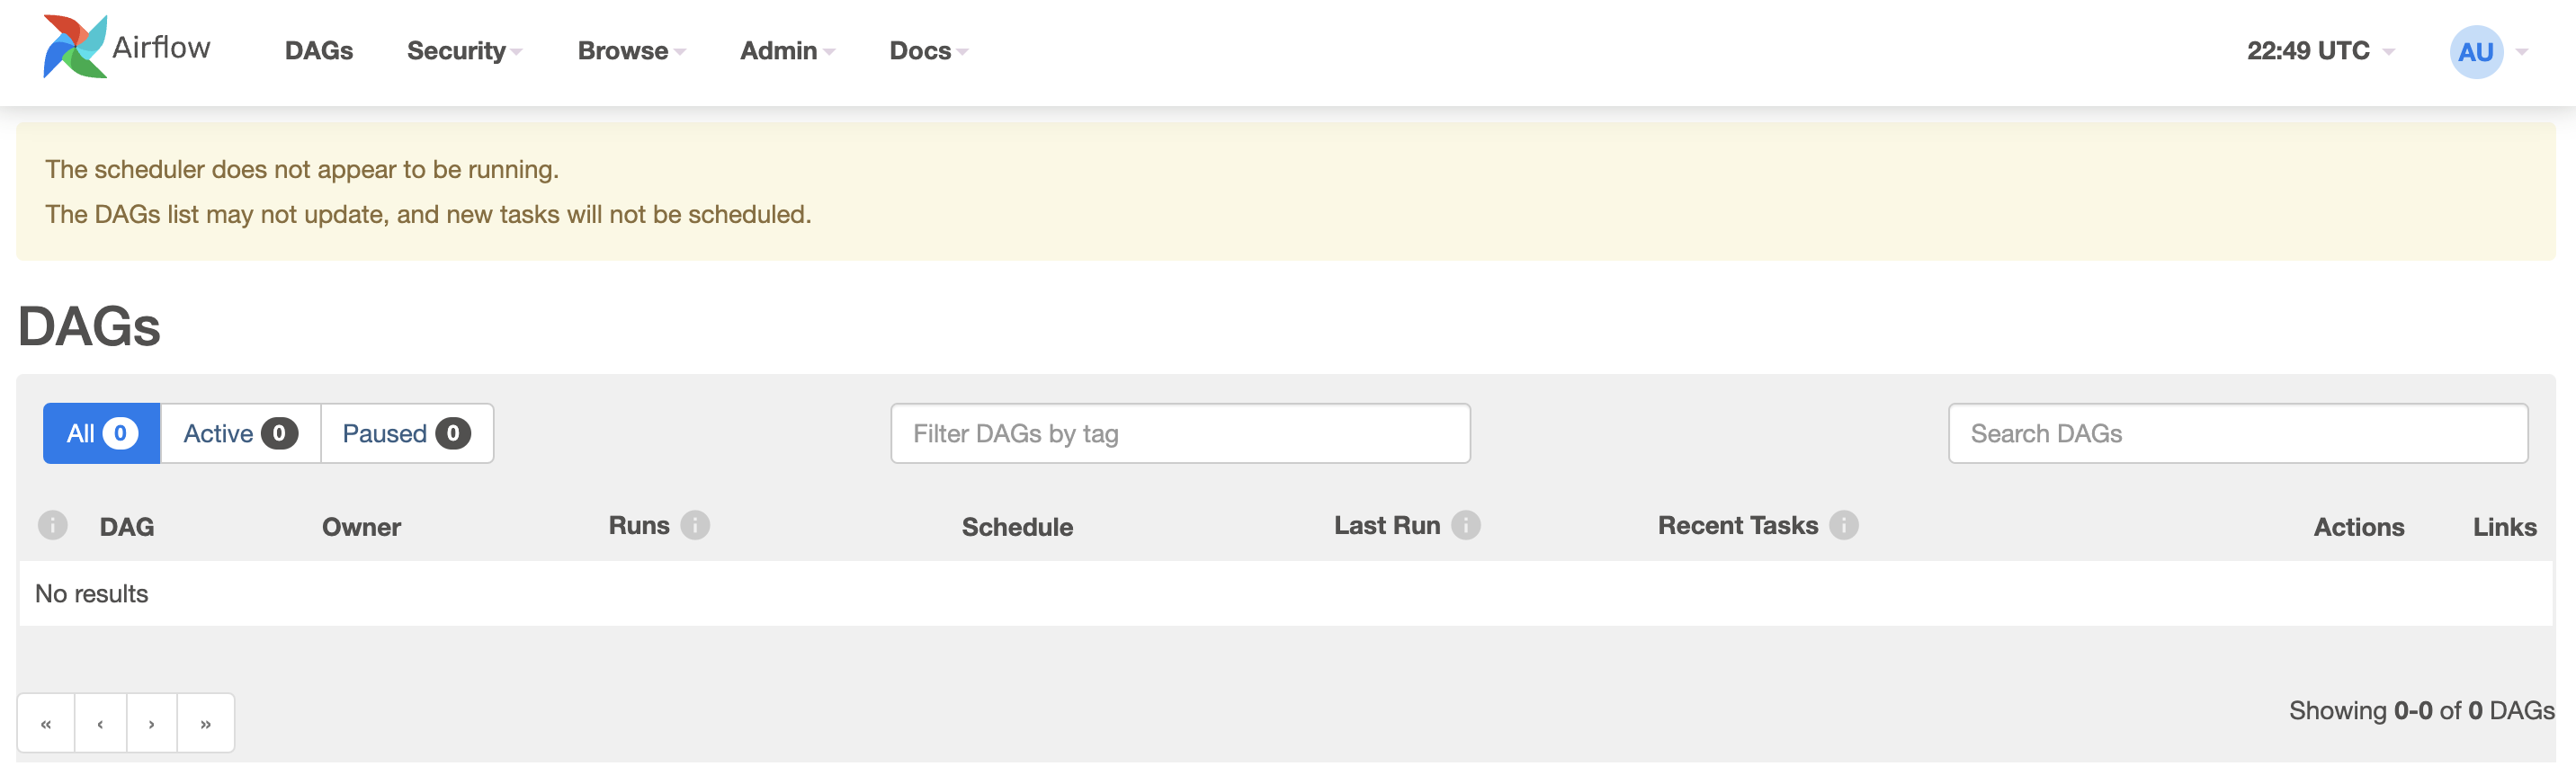 Airflow DAGs Security Browse Admin Docs 22:49 UTC AU
The scheduler does not appear to be running.
The DAGs list may not update, and new tasks will not be scheduled.
DAGs
All 0 Active 0 Paused 0 Filter DAGs by tag Search DAGs
i DAG Owner Runs i Schedule Last Run i Recent Tasks i Actions Links
No results
« ‹ › » Showing 0-0 of 0 DAGs